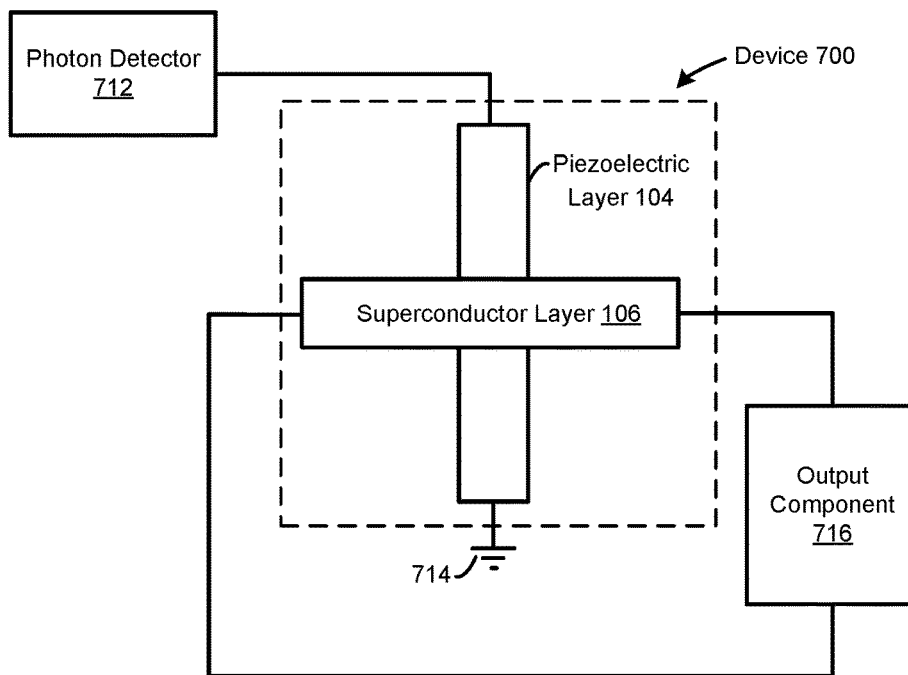 Photon Detector
712
Device 700
Piezoelectric
Layer 104
Superconductor Layer 106
Output
Component
716
714